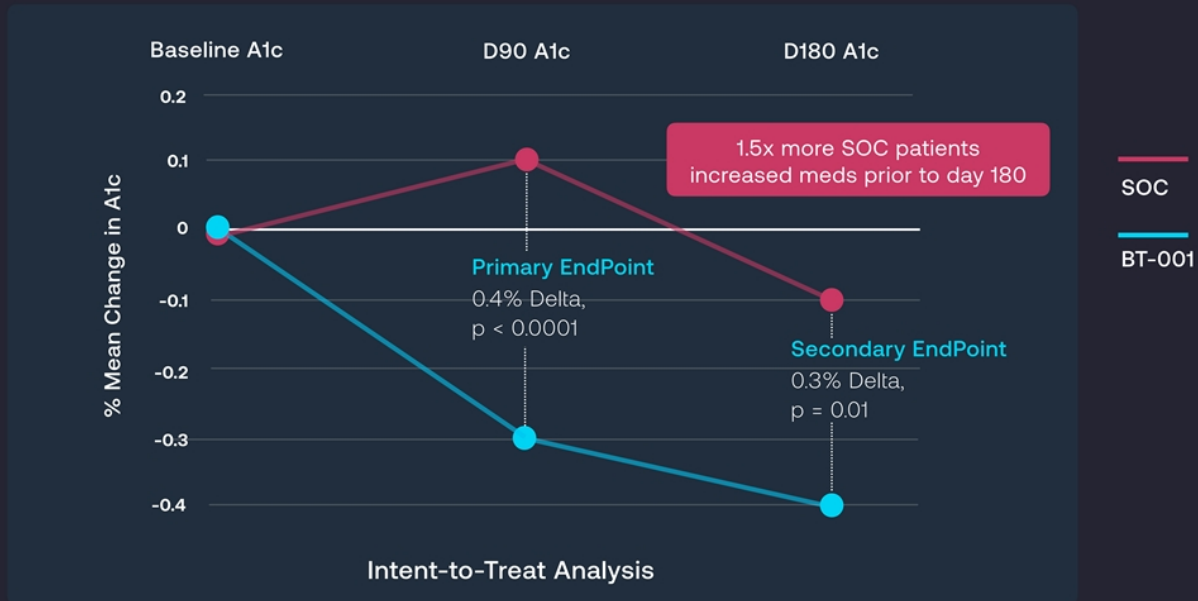 Baseline A1c
D90 A1c
D180 A1c
0.2
0.1
0
-0.1
-0.2
-0.3
-0.4
% Mean Change in A1c
1.5x more SOC patients
increased meds prior to day 180
Primary EndPoint
0.4% Delta,
p < 0.0001
Secondary EndPoint
0.3% Delta,
p = 0.01
Intent-to-Treat Analysis
SOC
BT-001